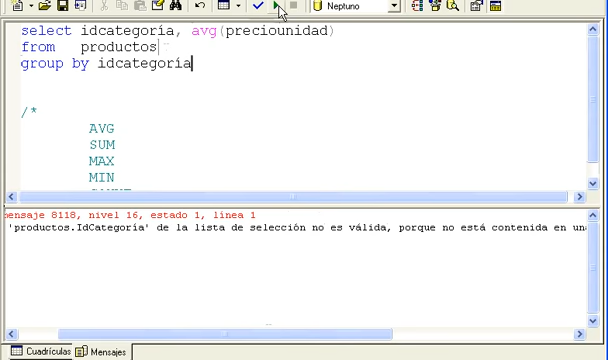 Neptuno
select idcategoría, avg(preciounidad)
from productos
group by idcategoría
/*
AVG
SUM
MAX
MIN
mensaje 8118, nivel 16, estado 1, línea 1
'productos.IdCategoría' de la lista de selección no es válida, porque no está contenida en
Cuadrículas Mensajes